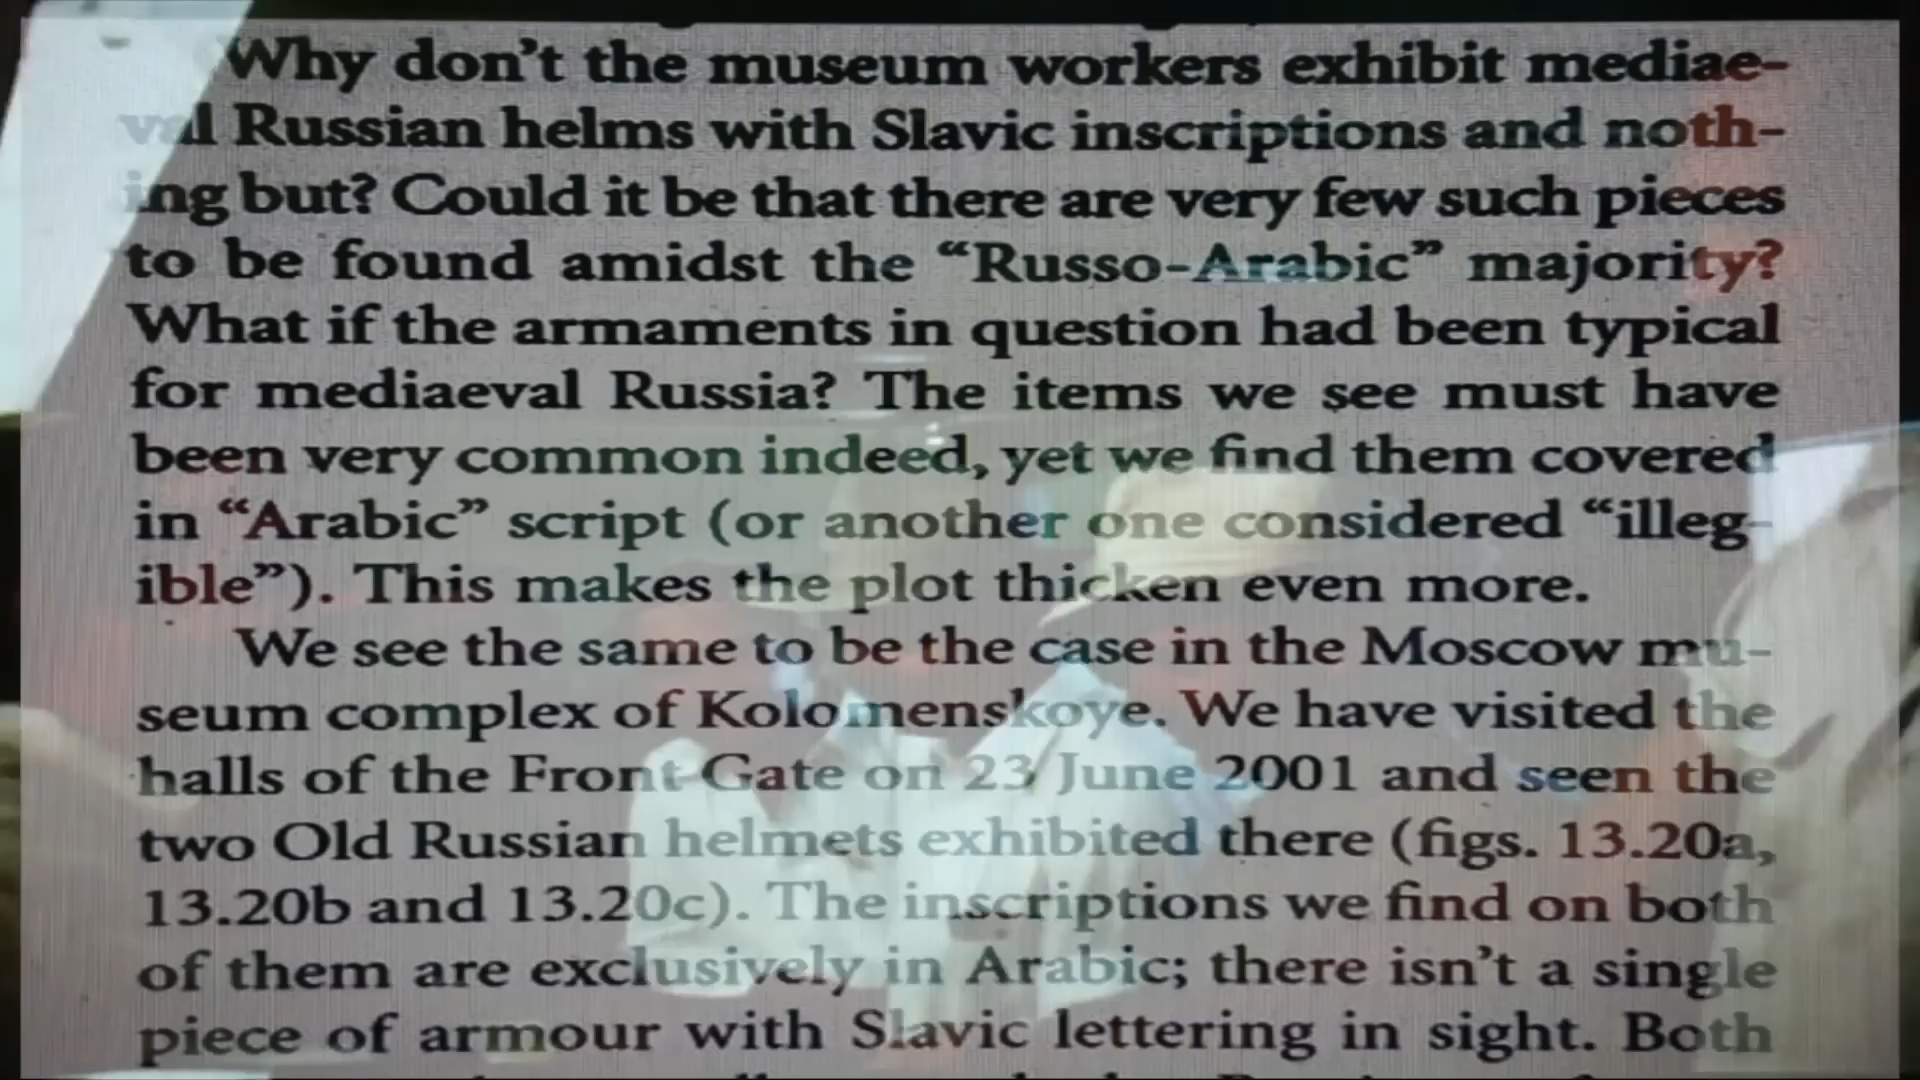 Why don't the museum workers exhibit mediae-
val Russian helms with Slavic inscriptions and noth-
ing but? Could it be that there are very few such pieces
to be found amidst the “Russo-Arabic” majority?
What if the armaments in question had been typical
for mediaeval Russia? The items we see must have
been very common indeed, yet we find them covered
in “Arabic” script (or another one considered “illeg-
ible”). This makes the plot thicken even more.
We see the same to be the case in the Moscow mu-
seum complex of Kolomenskoye. We have visited the
halls of the Front Gate on 23 June 2001 and seen the
two Old Russian helmets exhibited there (figs. 13.20a,
13.20b and 13.20c). The inscriptions we find on both
of them are exclusively in Arabic; there isn't a single
piece of armour with Slavic lettering in sight. Both